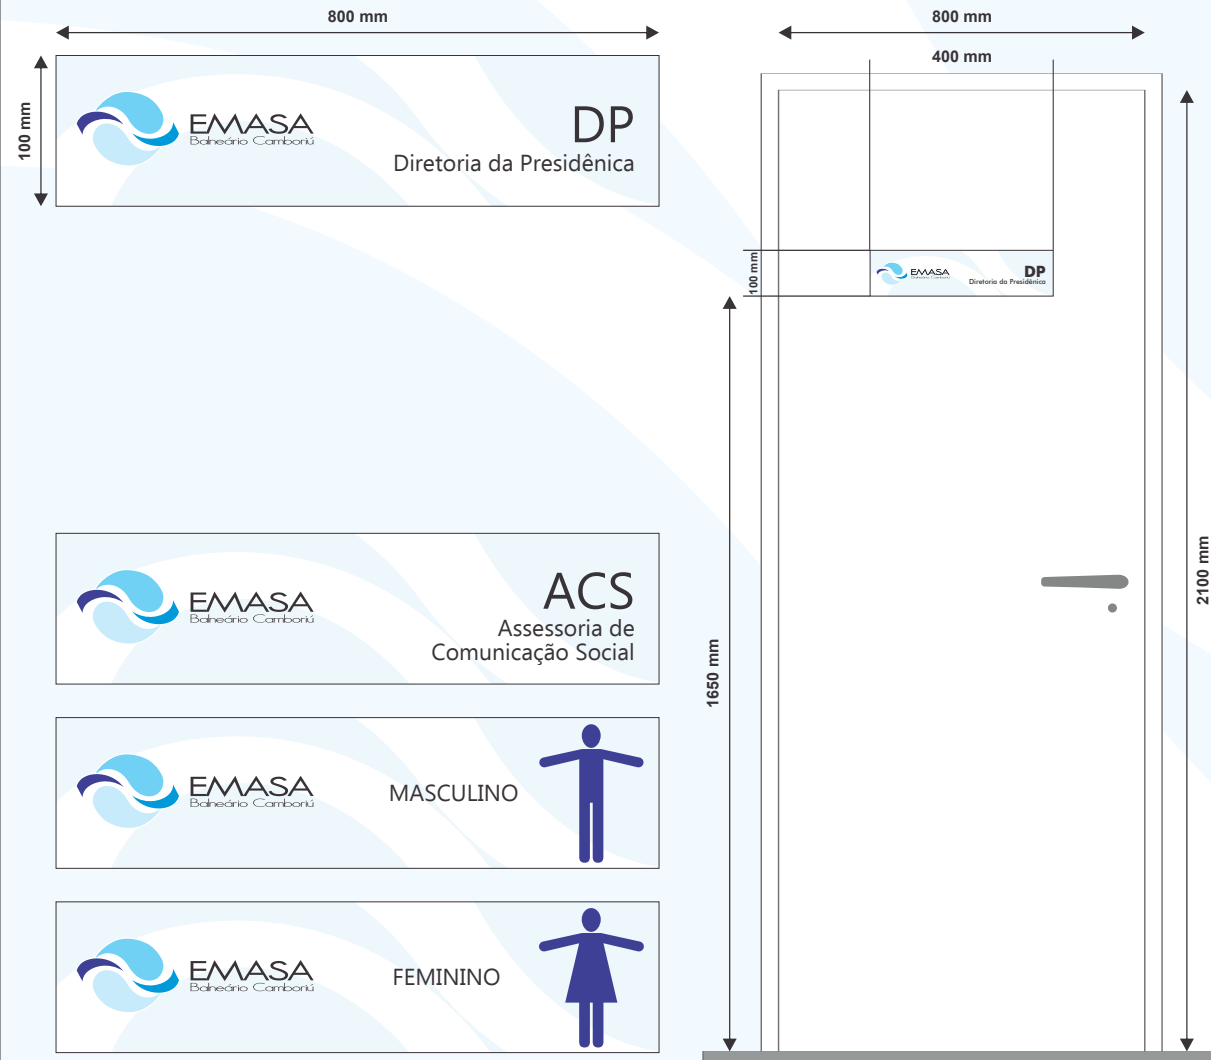 800 mm
100 mm
EMASA
Balneário Camboriú
DP
Diretoria da Presidênica
EMASA
Balneário Camboriú
ACS
Assessoria de
Comunicação Social
EMASA
Balneário Camboriú
MASCULINO
EMASA
Balneário Camboriú
FEMININO
800 mm
400 mm
100 mm
EMASA
Balneário Camboriú
DP
Diretoria da Presidênica
1650 mm
2100 mm